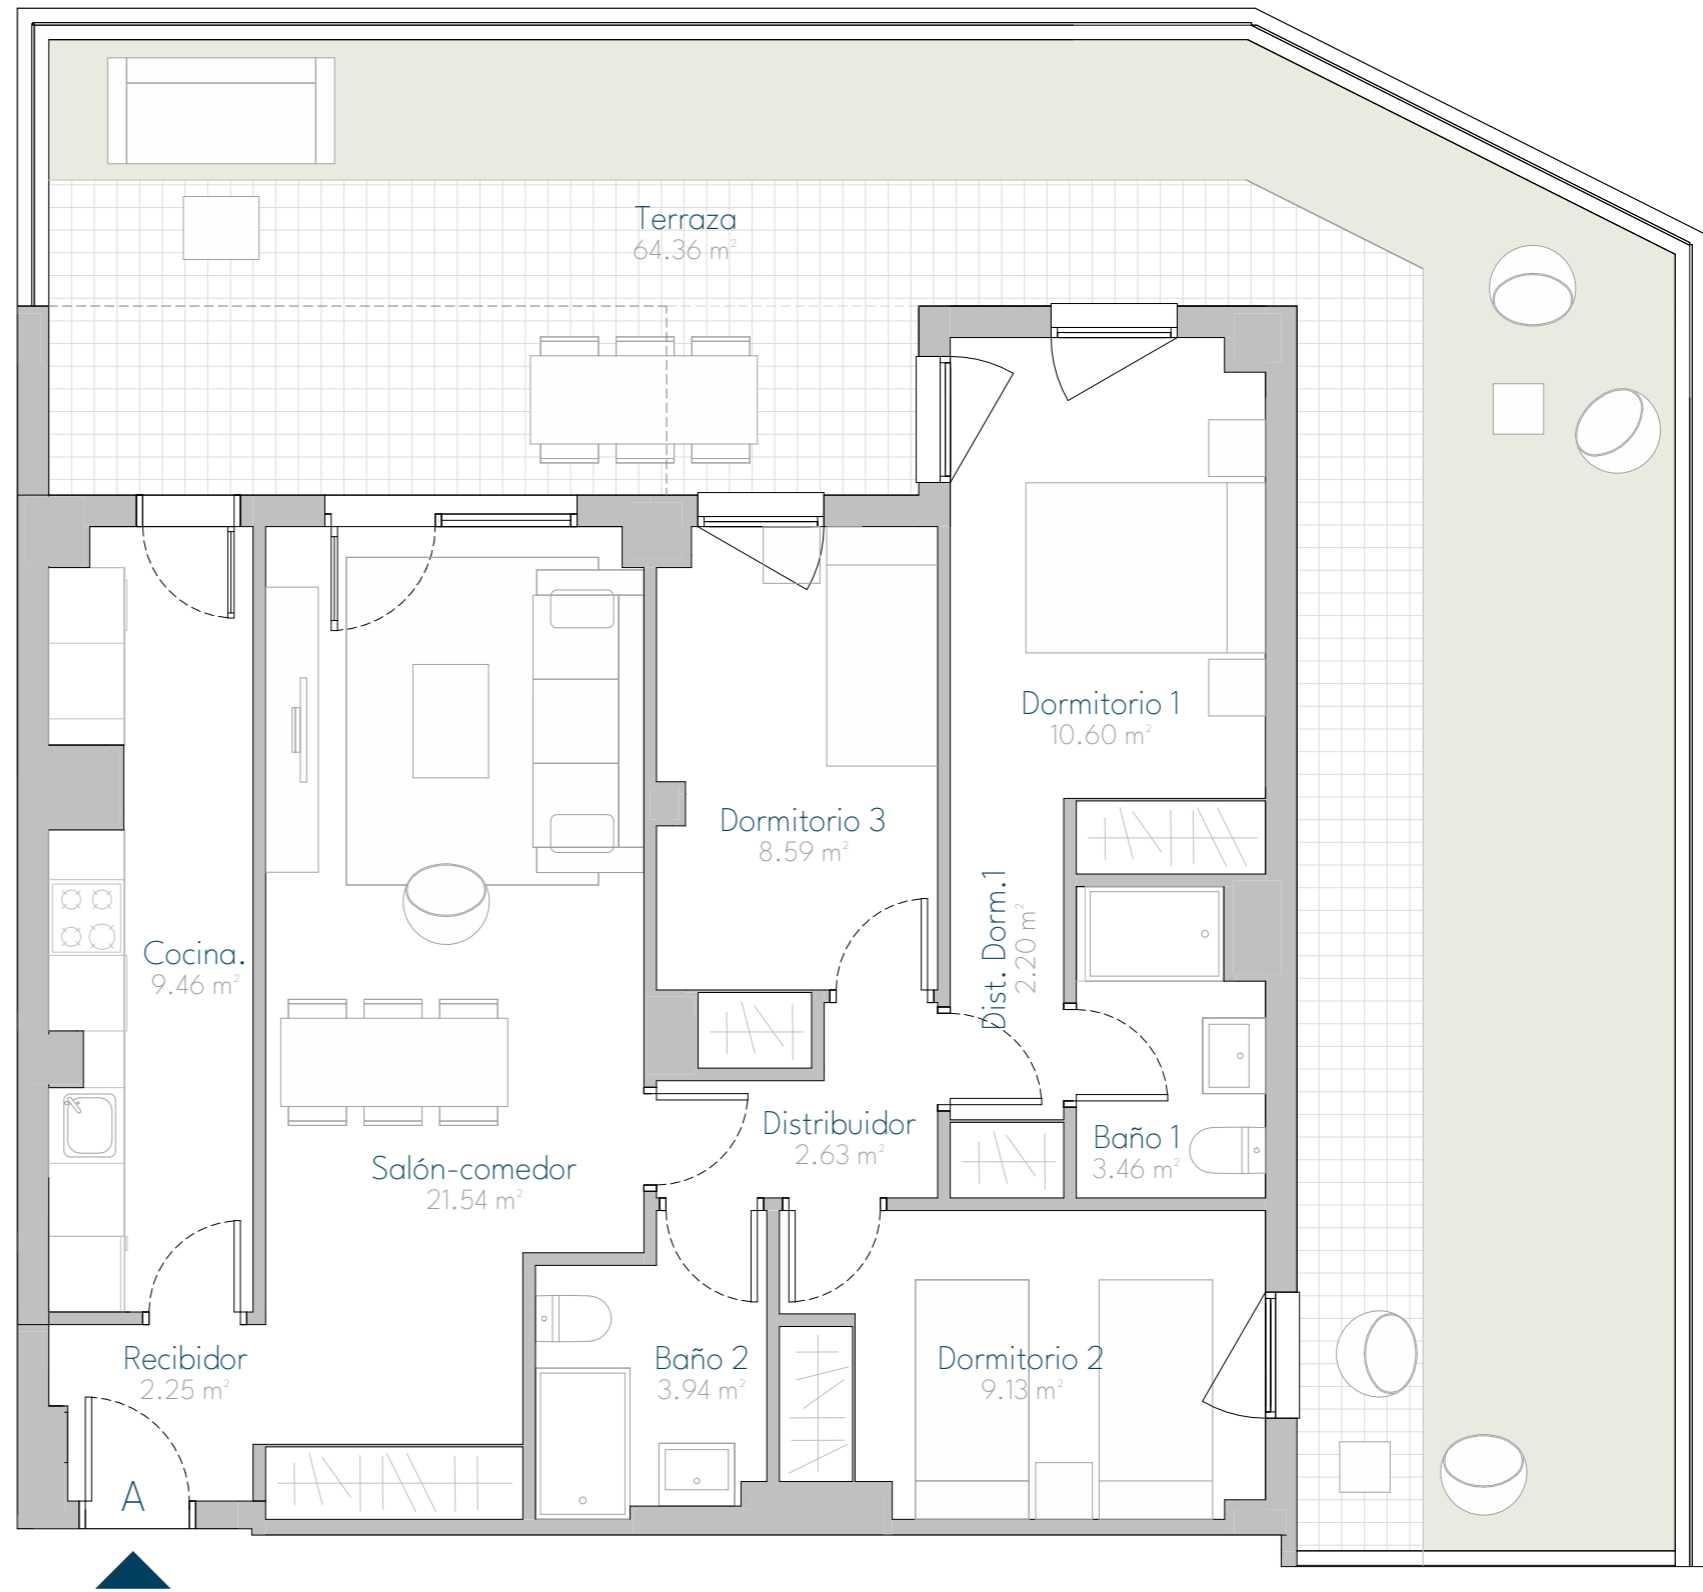 Terraza
64.36 m²
Dormitorio 1
10.60 m²
Dormitorio 3
8.59 m²
Dist. Dorm.1
2.20 m²
Cocina.
9.46 m²
Distribuidor
2.63 m²
Baño 1
3.46 m²
Salón-comedor
21.54 m²
Recibidor
2.25 m²
Baño 2
3.94 m²
Dormitorio 2
9.13 m²
A